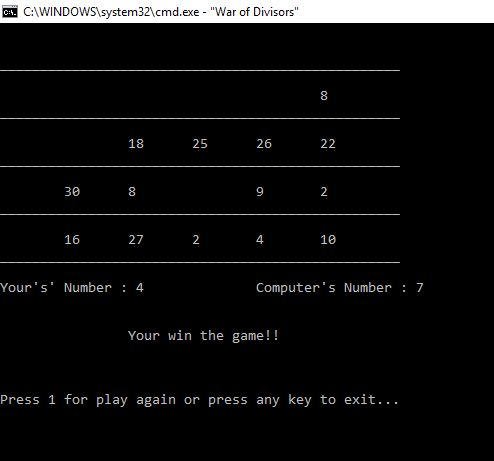 C:\WINDOWS\system32\cmd.exe - "War of Divisors"
8
18 25 26 22
30 8 9 2
16 27 2 4 10
Your's' Number : 4 Computer's Number : 7
Your win the game!!
Press 1 for play again or press any key to exit...